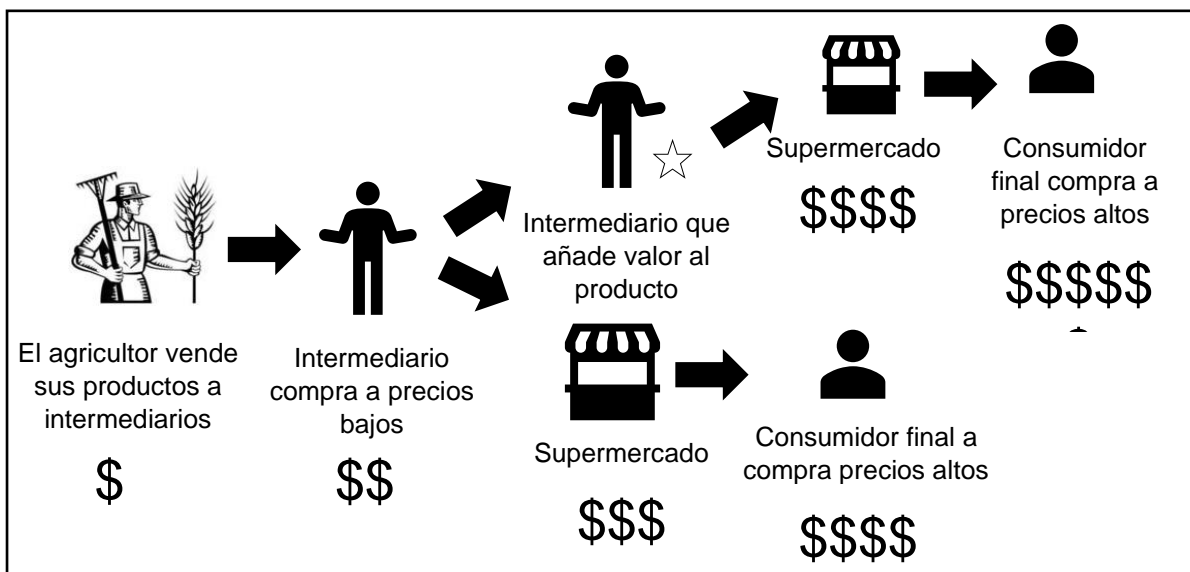 El agricultor vende
sus productos a
intermediarios
$
Intermediario
compra a precios
bajos
$$
Intermediario que
añade valor al
producto
Supermercado
$$$$
Consumidor
final compra a
precios altos
$$$$$
Supermercado
$$$
Consumidor final a
compra precios altos
$$$$